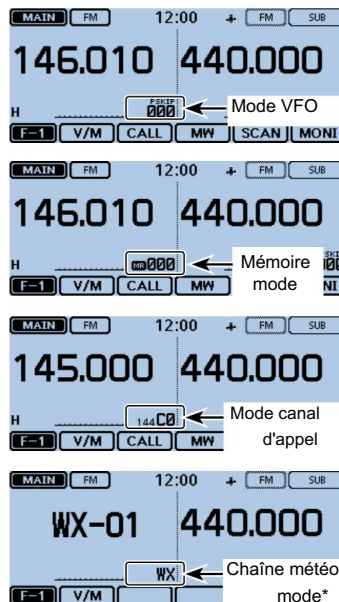 MAIN FM 12:00 FM SUB
146.010 440.000
PSKIP
H 000 Mode VFO
F-1 V/M CALL MW SCAN MONI
MAIN FM 12:00 FM SUB
146.010 440.000
H MR 000 Mémoire
mode
F-1 V/M CALL MW
MAIN FM 12:00 FM SUB
145.000 440.000
H 144 C0 Mode canal
d'appel
F-1 V/M CALL MW
MAIN FM 12:00 FM SUB
WX-01 440.000
WX Chaîne météo
mode*
F-1 V/M